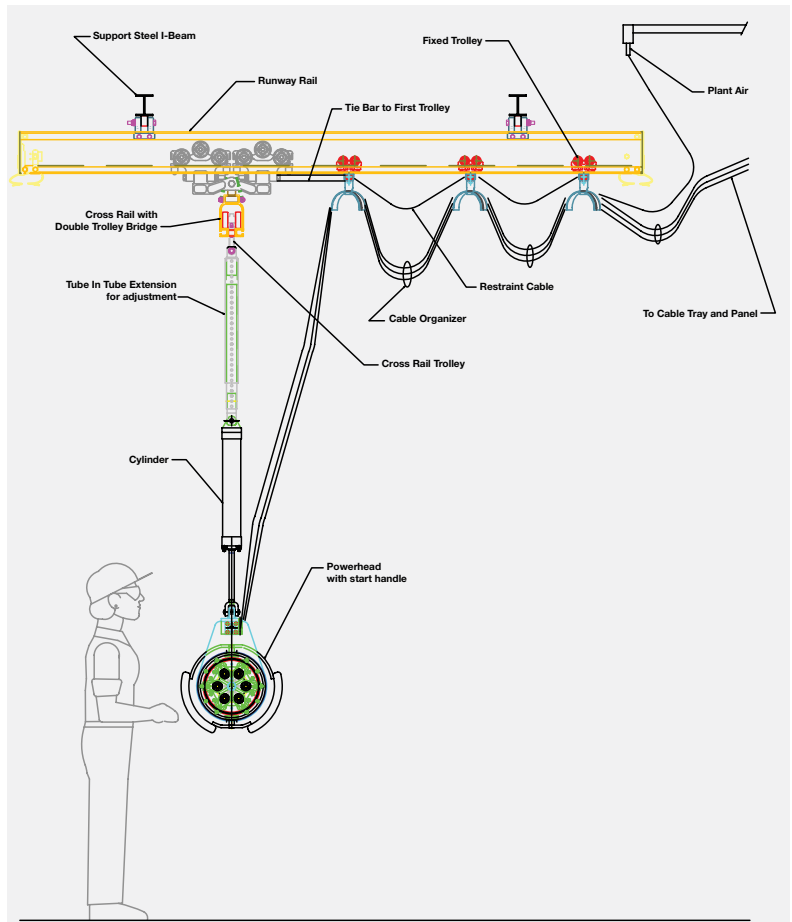 Support Steel I-Beam
Fixed Trolley
Runway Rail
Plant Air
Tie Bar to First Trolley
Cross Rail with
Double Trolley Bridge
Tube In Tube Extension
for adjustment
Restraint Cable
To Cable Tray and Panel
Cable Organizer
Cross Rail Trolley
Cylinder
Powerhead
with start handle